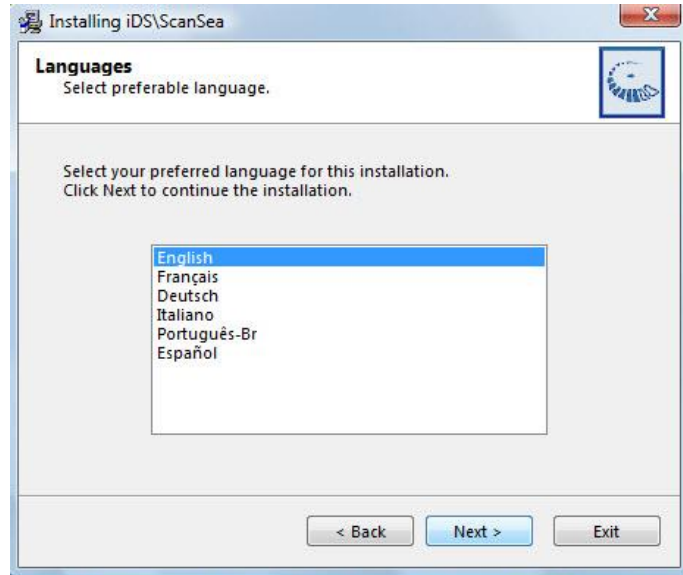 Installing iDS\ScanSea
Languages
Select preferable language.
Select your preferred language for this installation.
Click Next to continue the installation.
English
Français
Deutsch
Italiano
Português-Br
Español
< Back
Next >
Exit